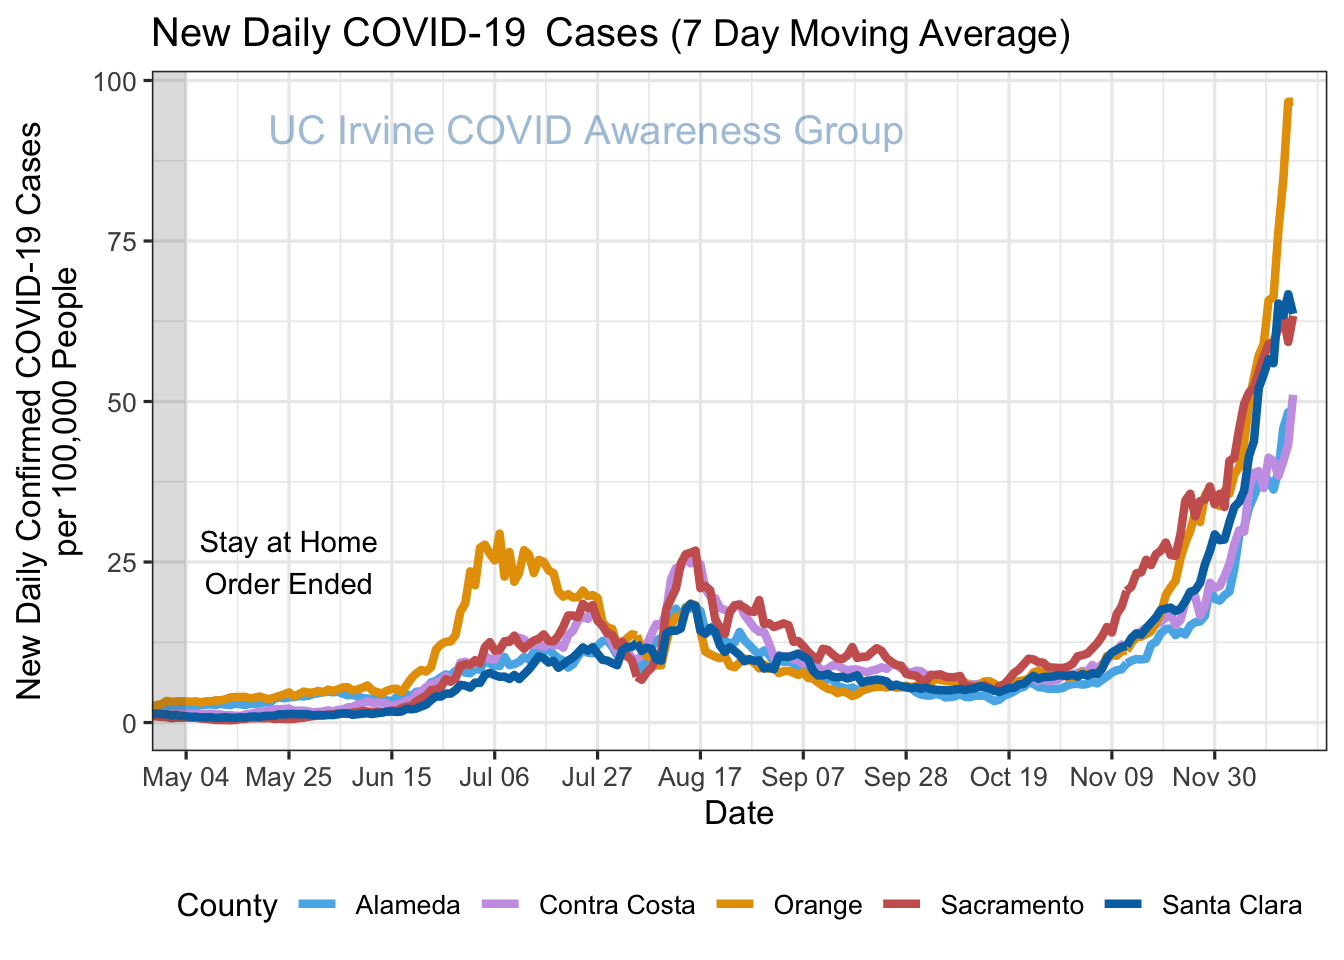 New Daily COVID-19 Cases (7 Day Moving Average)
UC Irvine COVID Awareness Group
New Daily Confirmed COVID-19 Cases
per 100,000 People
100
75
50
25
0
Stay at Home
Order Ended
May 04 May 25 Jun 15 Jul 06 Jul 27 Aug 17 Sep 07 Sep 28 Oct 19 Nov 09 Nov 30
Date
County Alameda Contra Costa Orange Sacramento Santa Clara